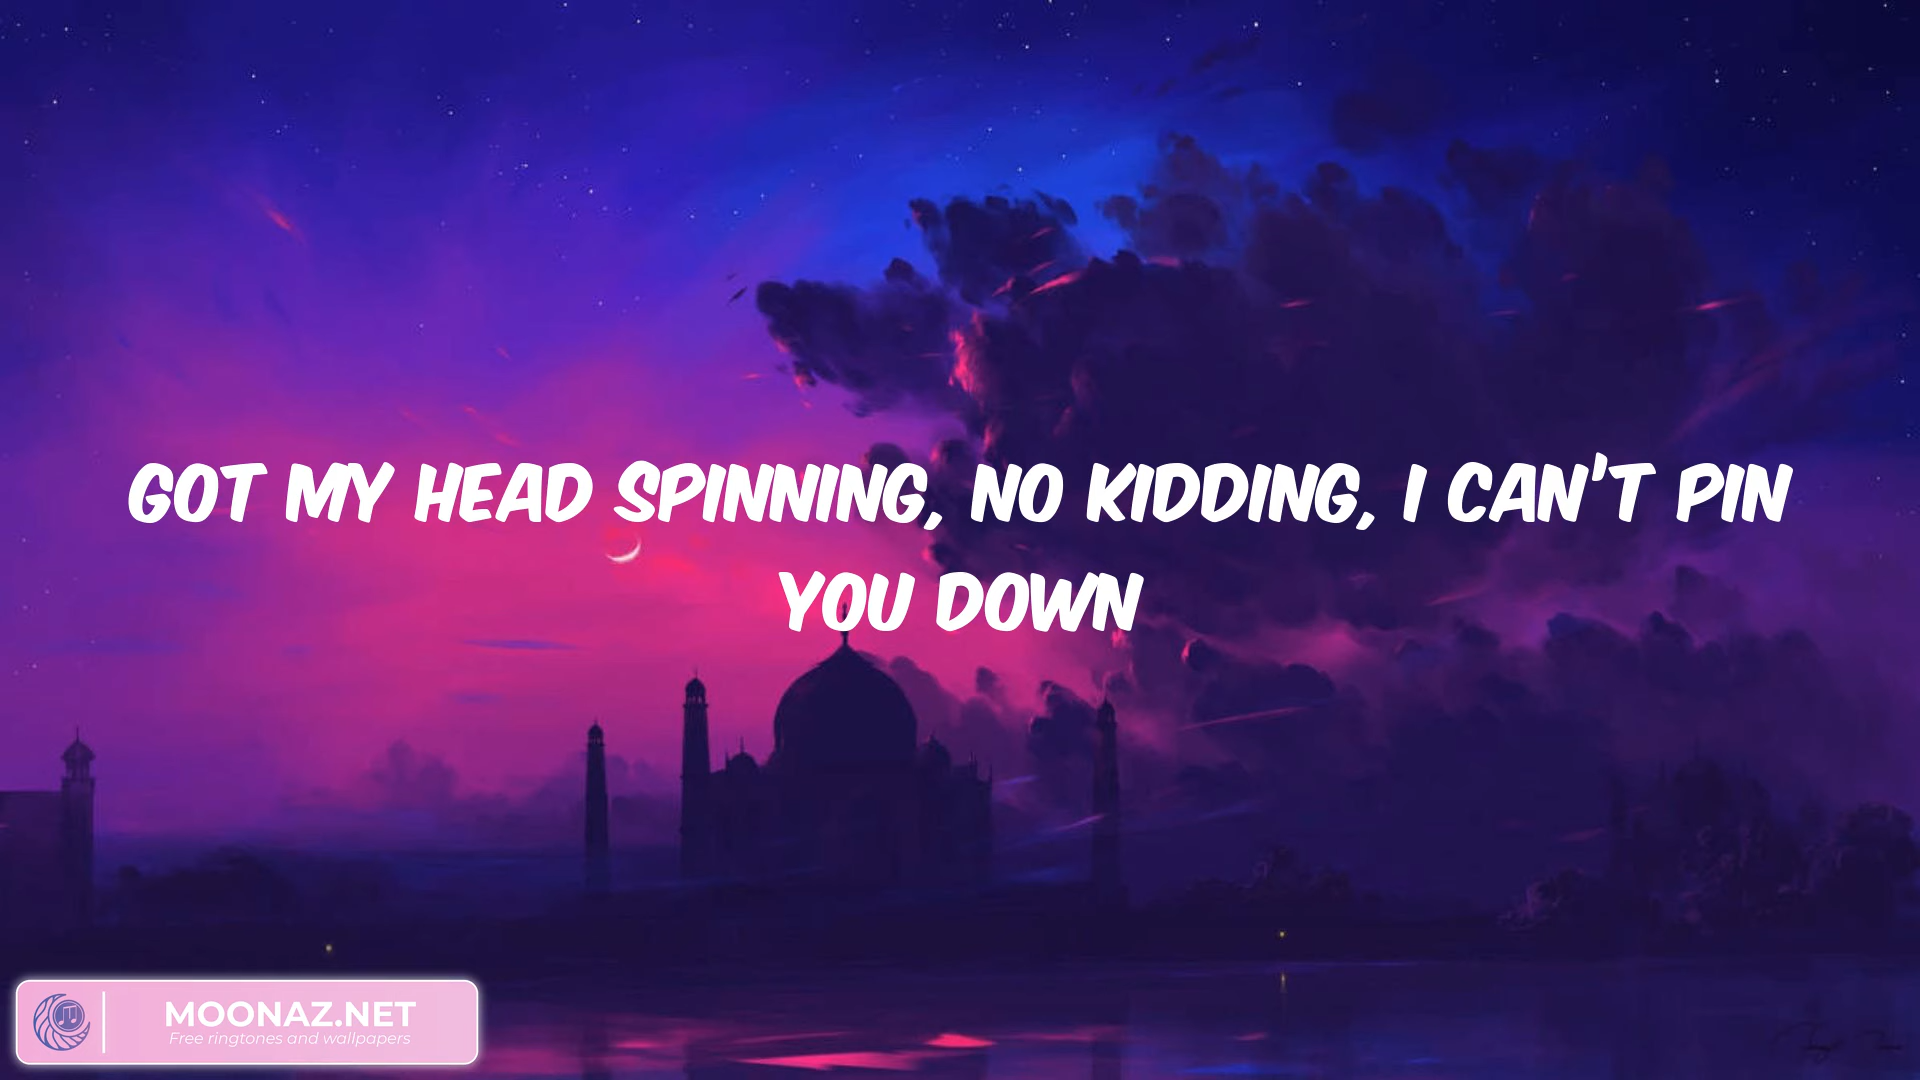 GOT MY HEAD SPINNING, NO KIDDING, I CAN'T PIN
YOU DOWN
MOONAZ.NET
Free ringtones and wallpapers